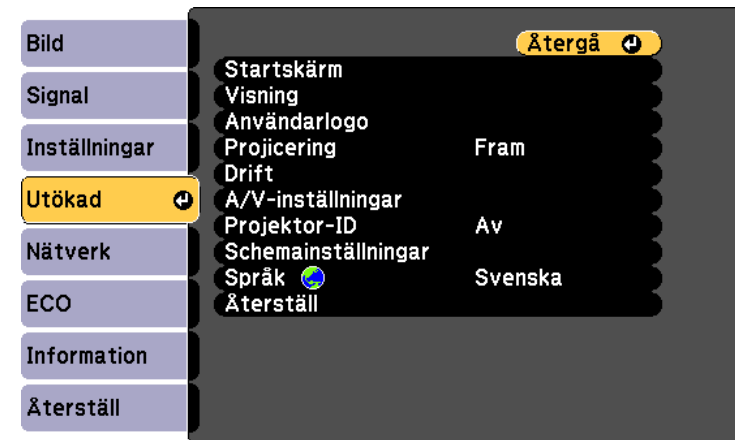 Bild
Signal
Inställningar
Utökad
Nätverk
ECO
Information
Återställ
Återgå
Startskärm
Visning
Användarlogo
Projicering Fram
Drift
A/V-inställningar
Projektor-ID Av
Schemainställningar
Språk Svenska
Återställ